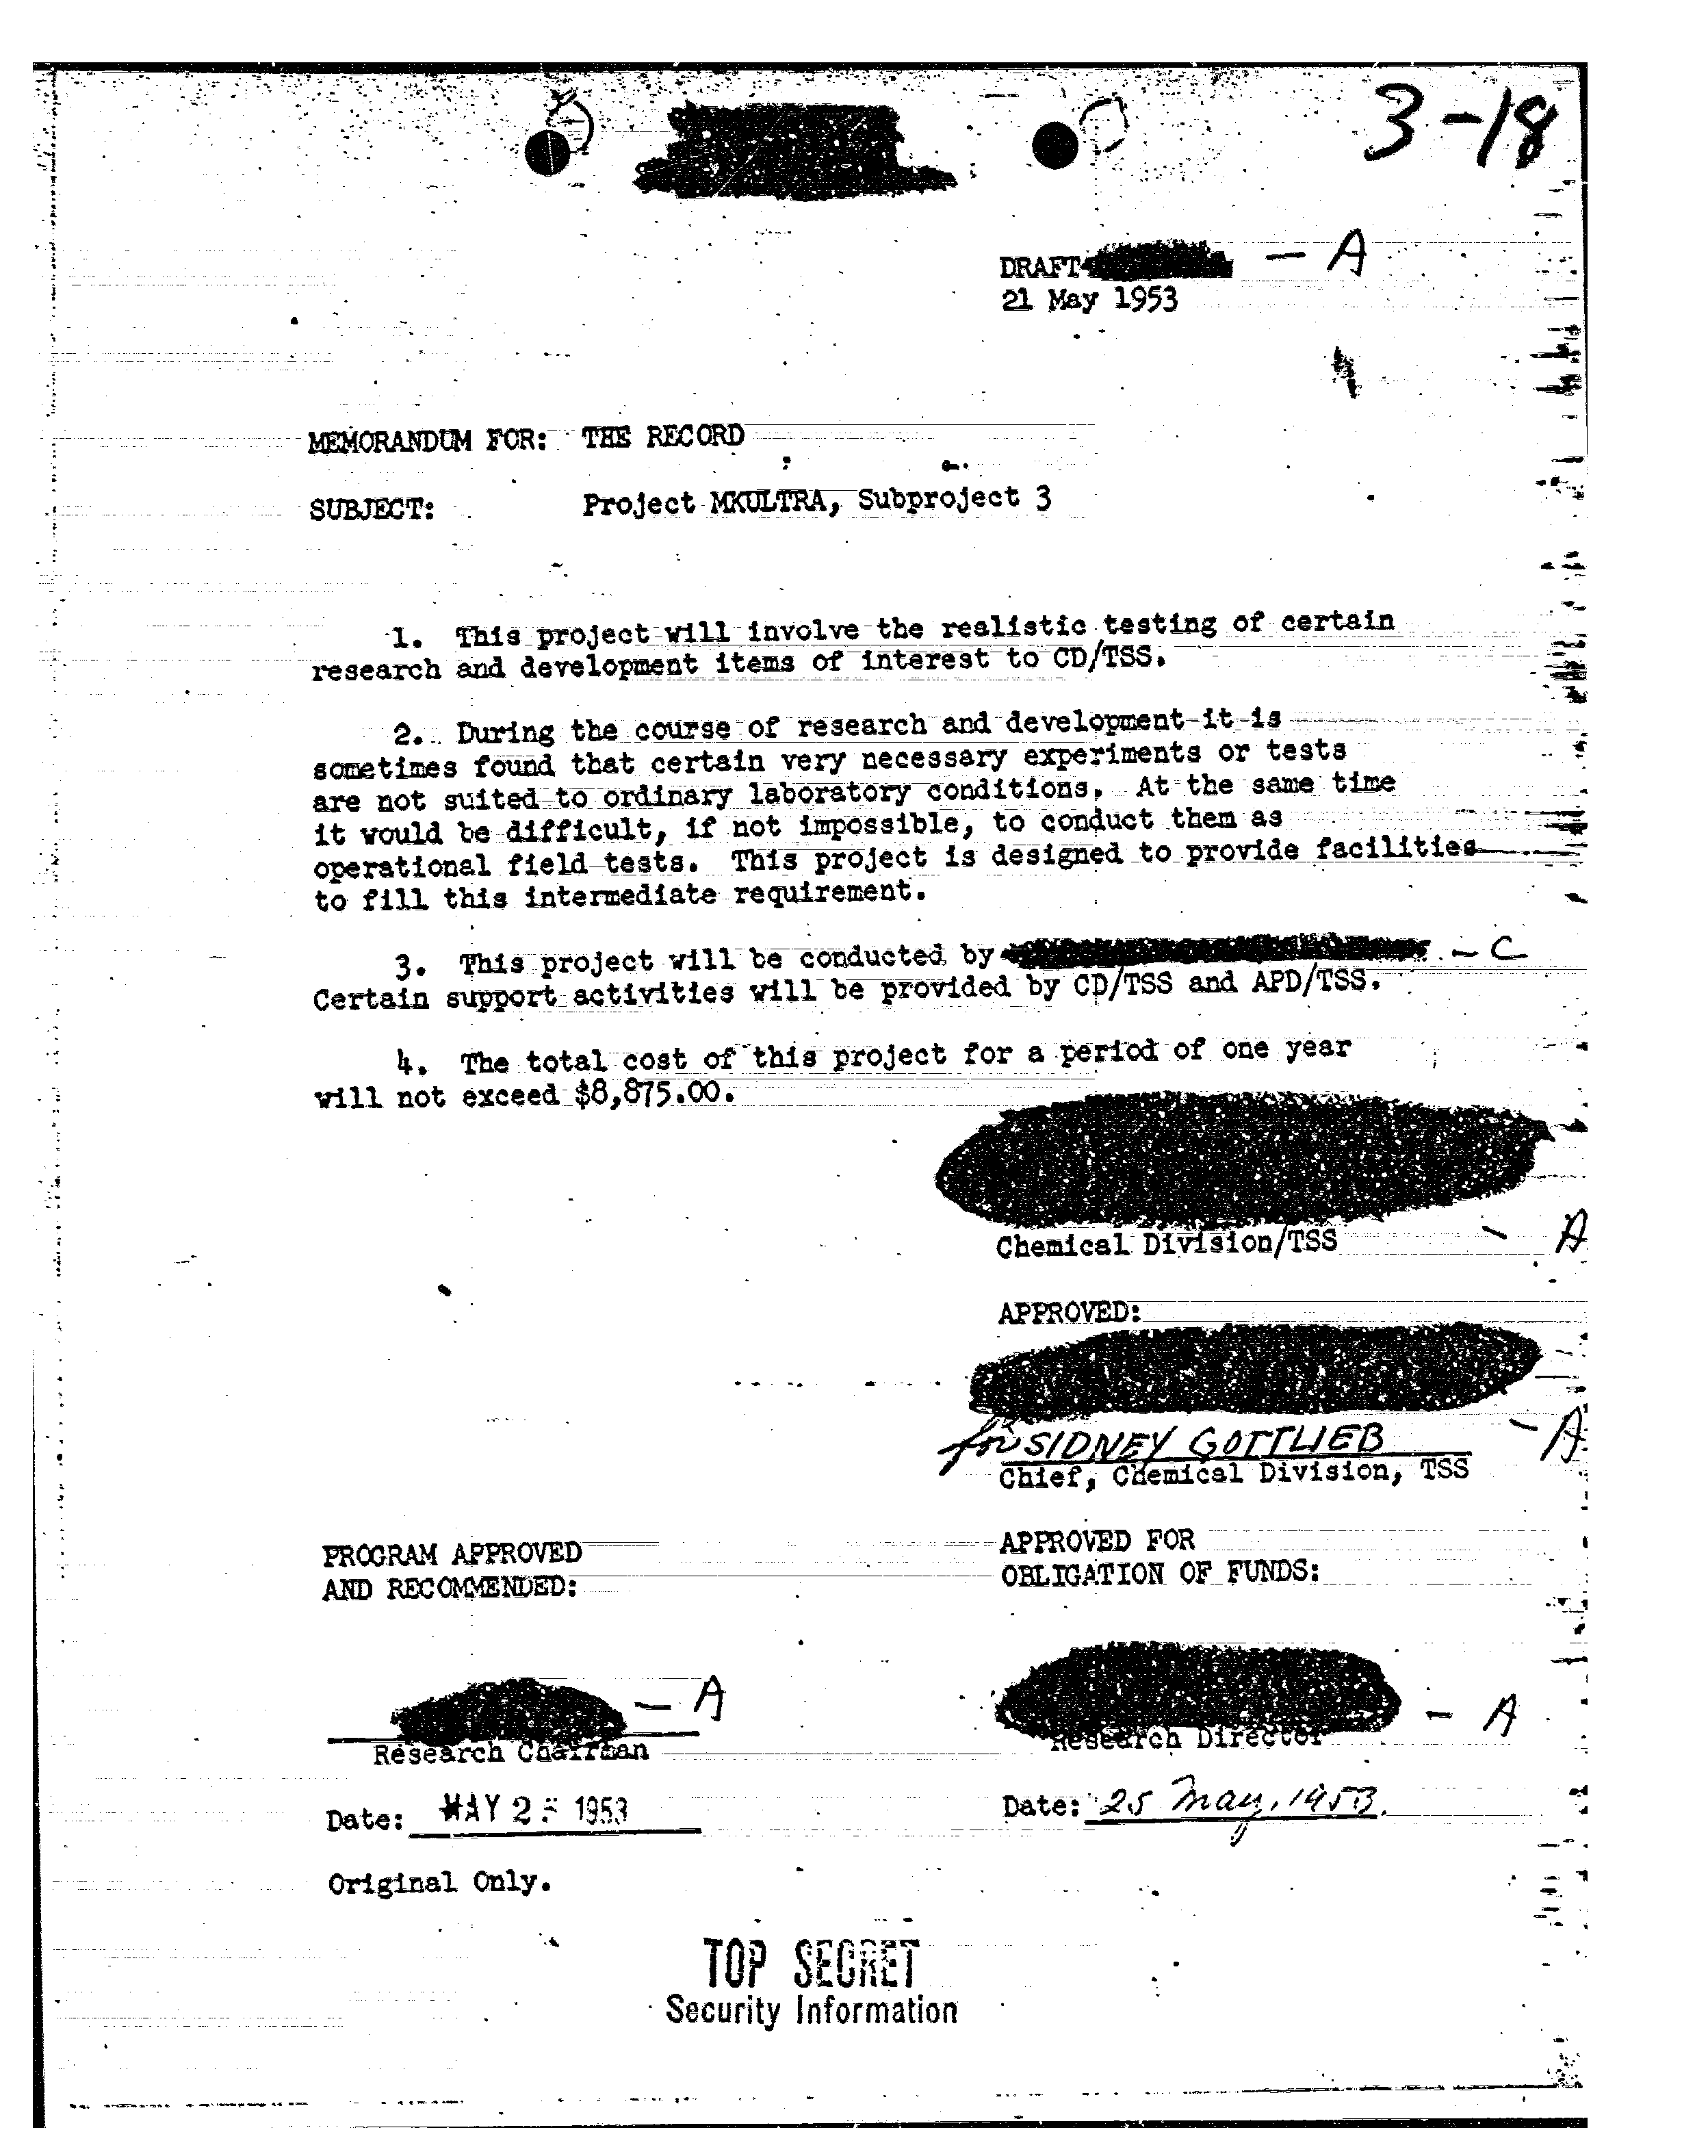 3-18
DRAFT - A
21 May 1953
MEMORANDUM FOR: THE RECORD
SUBJECT: Project MKULTRA, Subproject 3
1. This project will involve the realistic testing of certain
research and development items of interest to CD/TSS.
2. During the course of research and development it is
sometimes found that certain very necessary experiments or tests
are not suited to ordinary laboratory conditions. At the same time
it would be difficult, if not impossible, to conduct them as
operational field tests. This project is designed to provide facilities
to fill this intermediate requirement.
3. This project will be conducted by - C
Certain support activities will be provided by CD/TSS and APD/TSS.
4. The total cost of this project for a period of one year
will not exceed $8,875.00.
Chemical Division/TSS - A
APPROVED:
for SIDNEY GOTTLIEB - A
Chief, Chemical Division, TSS
PROGRAM APPROVED
AND RECOMMENDED:
APPROVED FOR
OBLIGATION OF FUNDS:
- A
Research Chairman
- A
Research Director
Date: MAY 25 1953
Date: 25 May, 1953.
Original Only.
TOP SECRET
Security Information